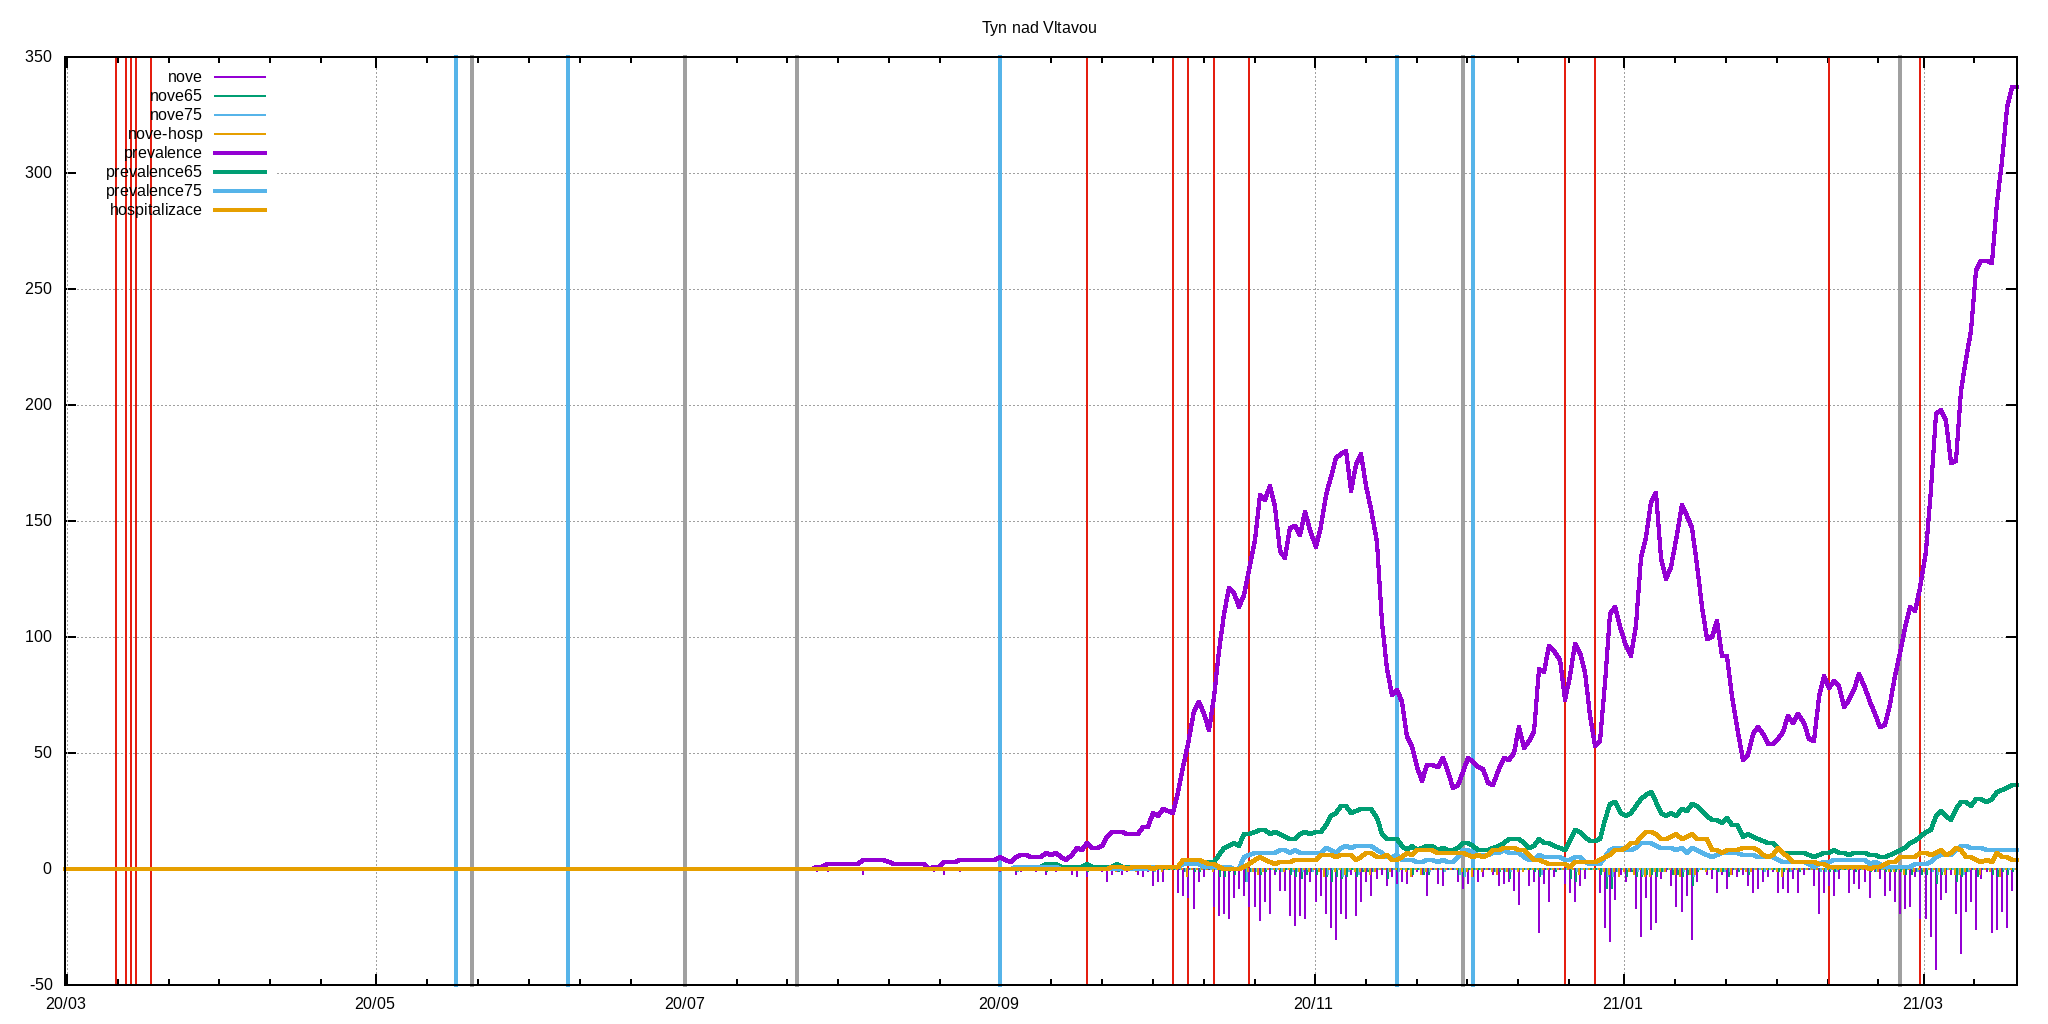 Tyn nad Vltavou
350
300
250
200
150
100
50
0
-50
nove
nove65
nove75
nove-hosp
prevalence
prevalence65
prevalence75
hospitalizace
20/03 20/05 20/07 20/09 20/11 21/01 21/03